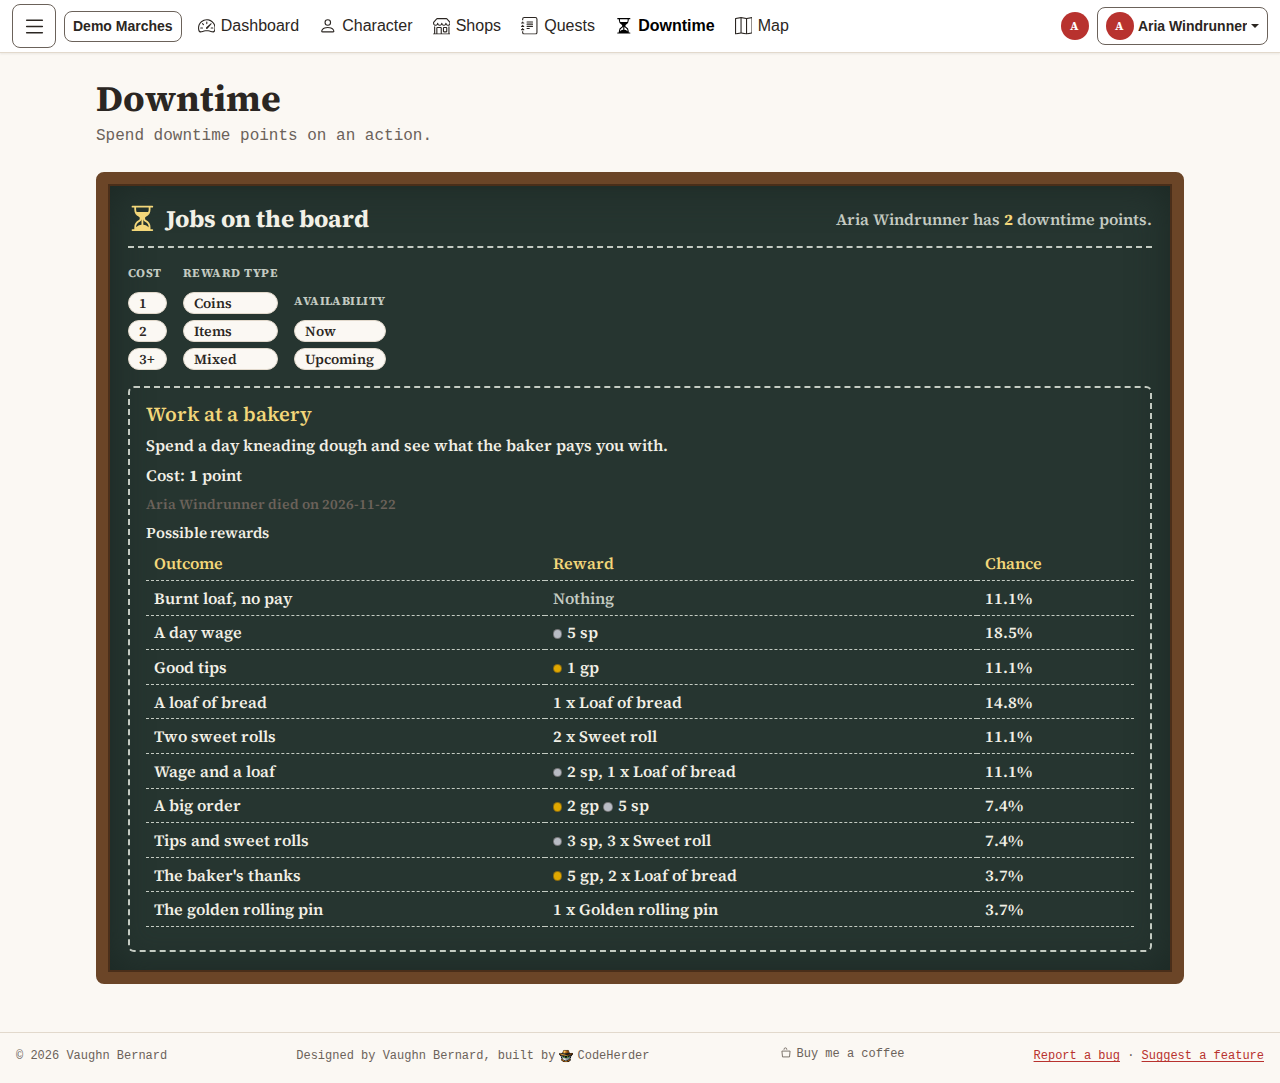 Demo Marches Dashboard Character Shops Quests Downtime Map A A Aria Windrunner
Downtime
Spend downtime points on an action.
Jobs on the board
Aria Windrunner has 2 downtime points.
COST REWARD TYPE AVAILABILITY
1 Coins
2 Items Now
3+ Mixed Upcoming
Work at a bakery
Spend a day kneading dough and see what the baker pays you with.
Cost: 1 point
Aria Windrunner died on 2026-11-22
Possible rewards
Outcome Reward Chance
Burnt loaf, no pay Nothing 11.1%
A day wage 5 sp 18.5%
Good tips 1 gp 11.1%
A loaf of bread 1 x Loaf of bread 14.8%
Two sweet rolls 2 x Sweet roll 11.1%
Wage and a loaf 2 sp, 1 x Loaf of bread 11.1%
A big order 2 gp 5 sp 7.4%
Tips and sweet rolls 3 sp, 3 x Sweet roll 7.4%
The baker's thanks 5 gp, 2 x Loaf of bread 3.7%
The golden rolling pin 1 x Golden rolling pin 3.7%
© 2026 Vaughn Bernard Designed by Vaughn Bernard, built by CodeHerder Buy me a coffee Report a bug · Suggest a feature